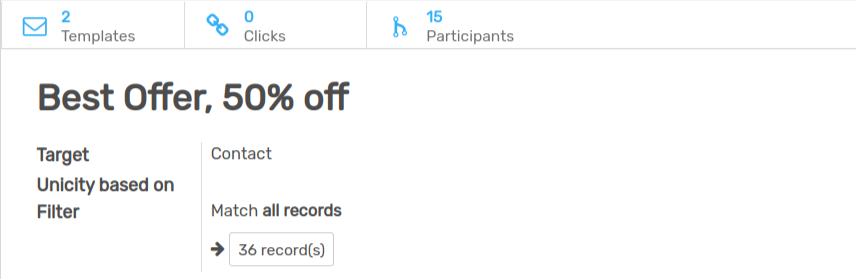 2
Templates
0
Clicks
15
Participants
Best Offer, 50% off
Target
Contact
Unicity based on
Filter
Match all records
36 record(s)